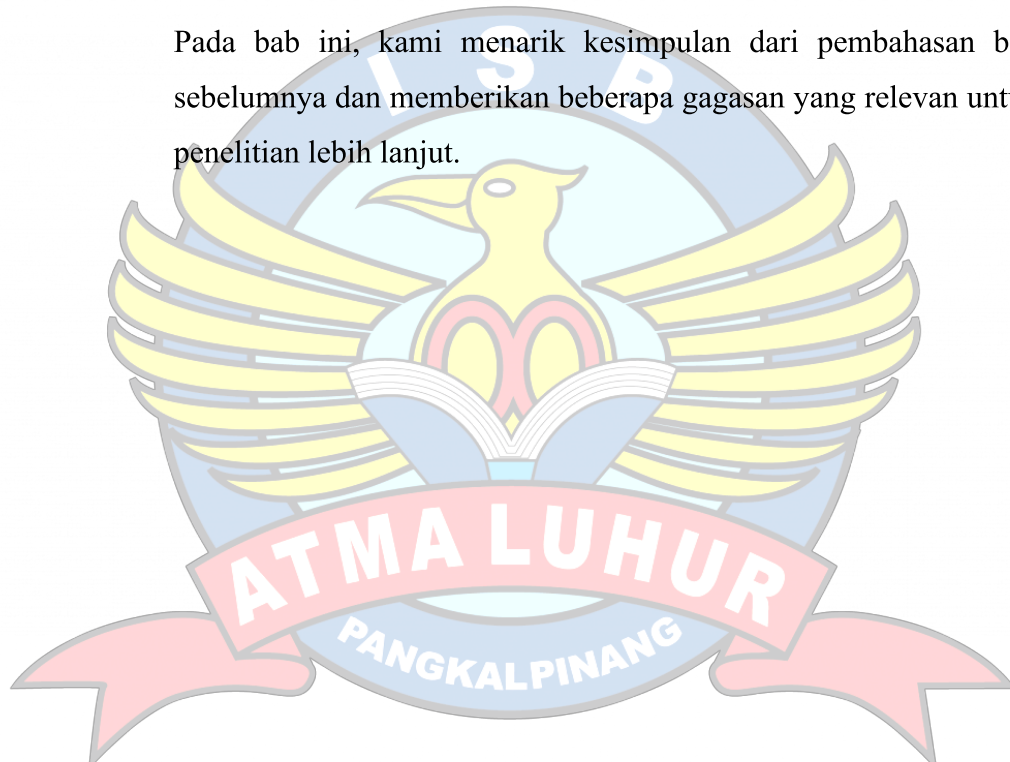 Pada bab ini, kami menarik kesimpulan dari pembahasan b
sebelumnya dan memberikan beberapa gagasan yang relevan unt
penelitian lebih lanjut.
I S B
ATMA LUHUR
PANGKALPINANG